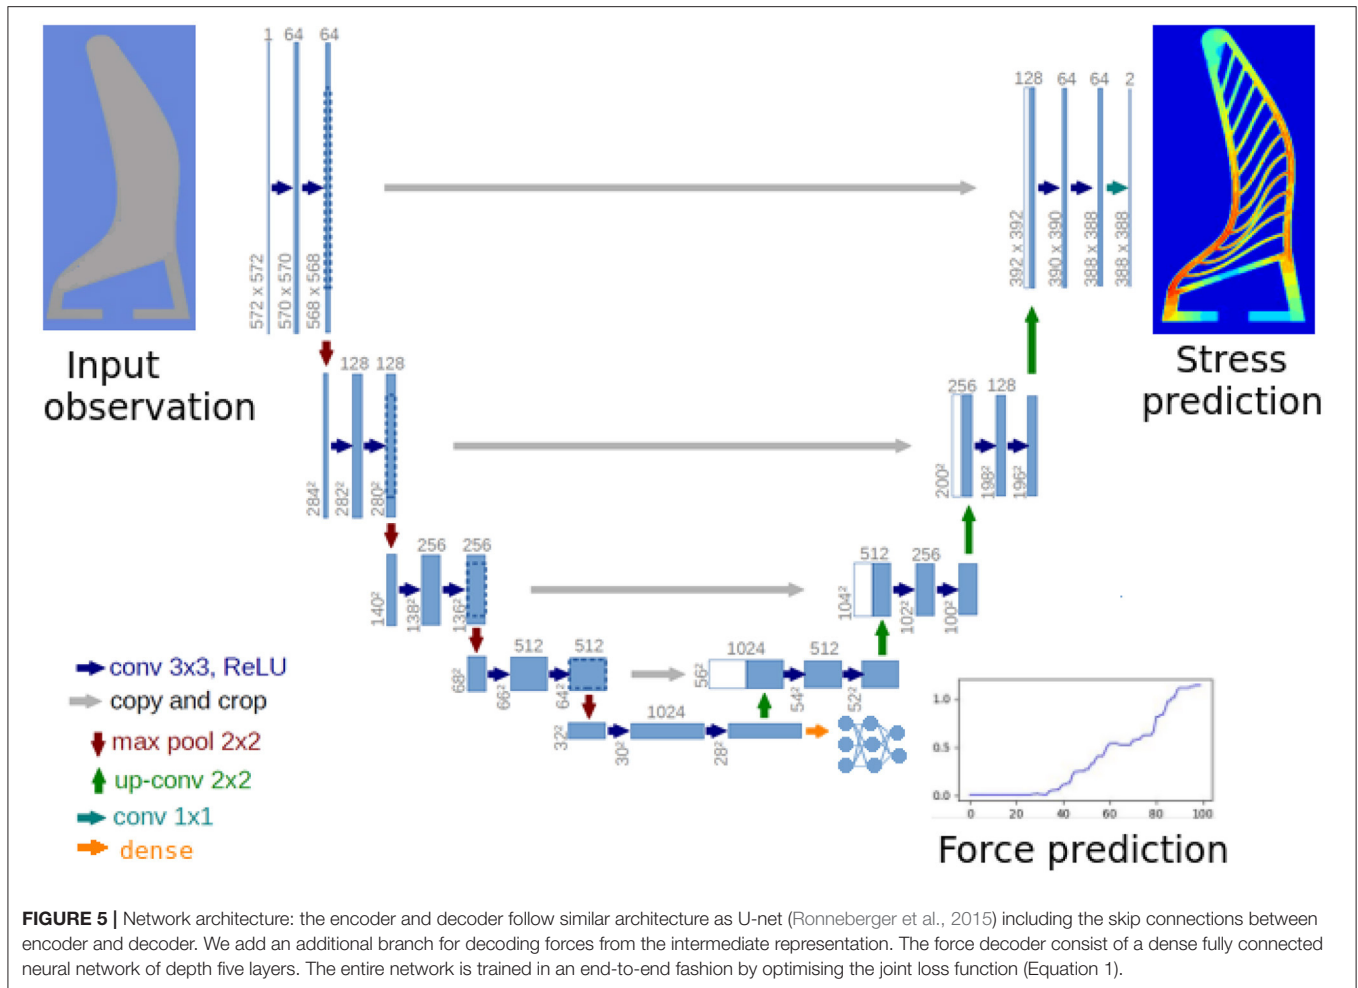 1 64 64
128 64 64 2
572 x 572
570 x 570
568 x 568
392 x 392
390 x 390
388 x 388
388 x 388
Input
observation
Stress
prediction
128 128
256 128
284²
282²
280²
200²
198²
196²
256 256
512 256
140²
138²
136²
104²
102²
100²
512 512
1024 512
68²
66²
64²
56²
54²
52²
1024
32²
30²
28²
conv 3x3, ReLU
copy and crop
max pool 2x2
up-conv 2x2
conv 1x1
dense
1.0
0.5
0.0
0 20 40 60 80 100
Force prediction
FIGURE 5 | Network architecture: the encoder and decoder follow similar architecture as U-net (Ronneberger et al., 2015) including the skip connections between
encoder and decoder. We add an additional branch for decoding forces from the intermediate representation. The force decoder consist of a dense fully connected
neural network of depth five layers. The entire network is trained in an end-to-end fashion by optimising the joint loss function (Equation 1).